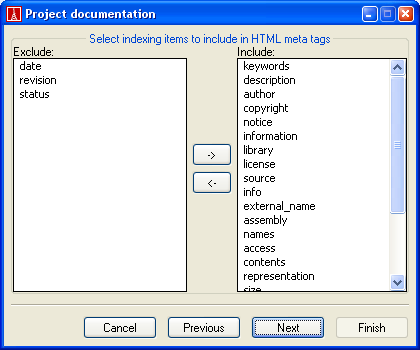 Project documentation
Select indexing items to include in HTML meta tags
Exclude:
date
revision
status
->
<-
Include:
keywords
description
author
copyright
notice
information
library
license
source
info
external_name
assembly
names
access
contents
representation
size
Cancel
Previous
Next
Finish